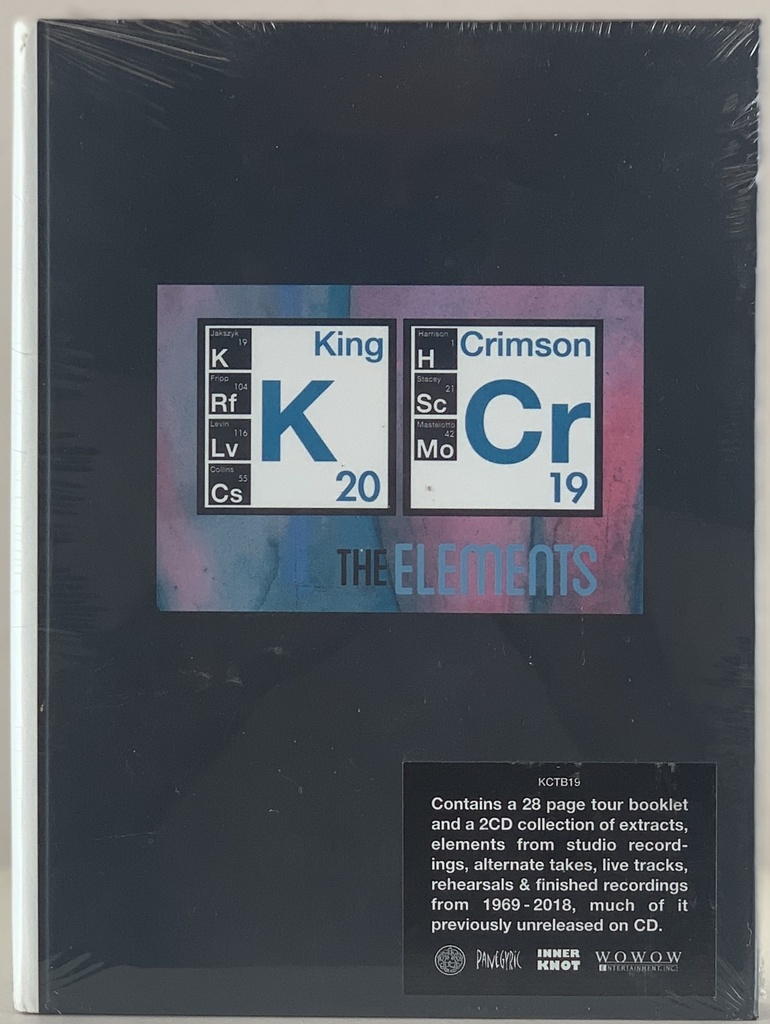 Jakszyk
19
K
King
Fripp
104
Rf
K
Levin
116
Lv
Collins
55
Cs
20
Harrison
1
H
Crimson
Stacey
21
Sc
Cr
Mastelotto
42
Mo
19
THE ELEMENTS
KCTB19
Contains a 28 page tour booklet
and a 2CD collection of extracts,
elements from studio record-
ings, alternate takes, live tracks,
rehearsals & finished recordings
from 1969 - 2018, much of it
previously unreleased on CD.
PANEGYRIC
INNER
KNOT
WOWOW
ENTERTAINMENT, INC.